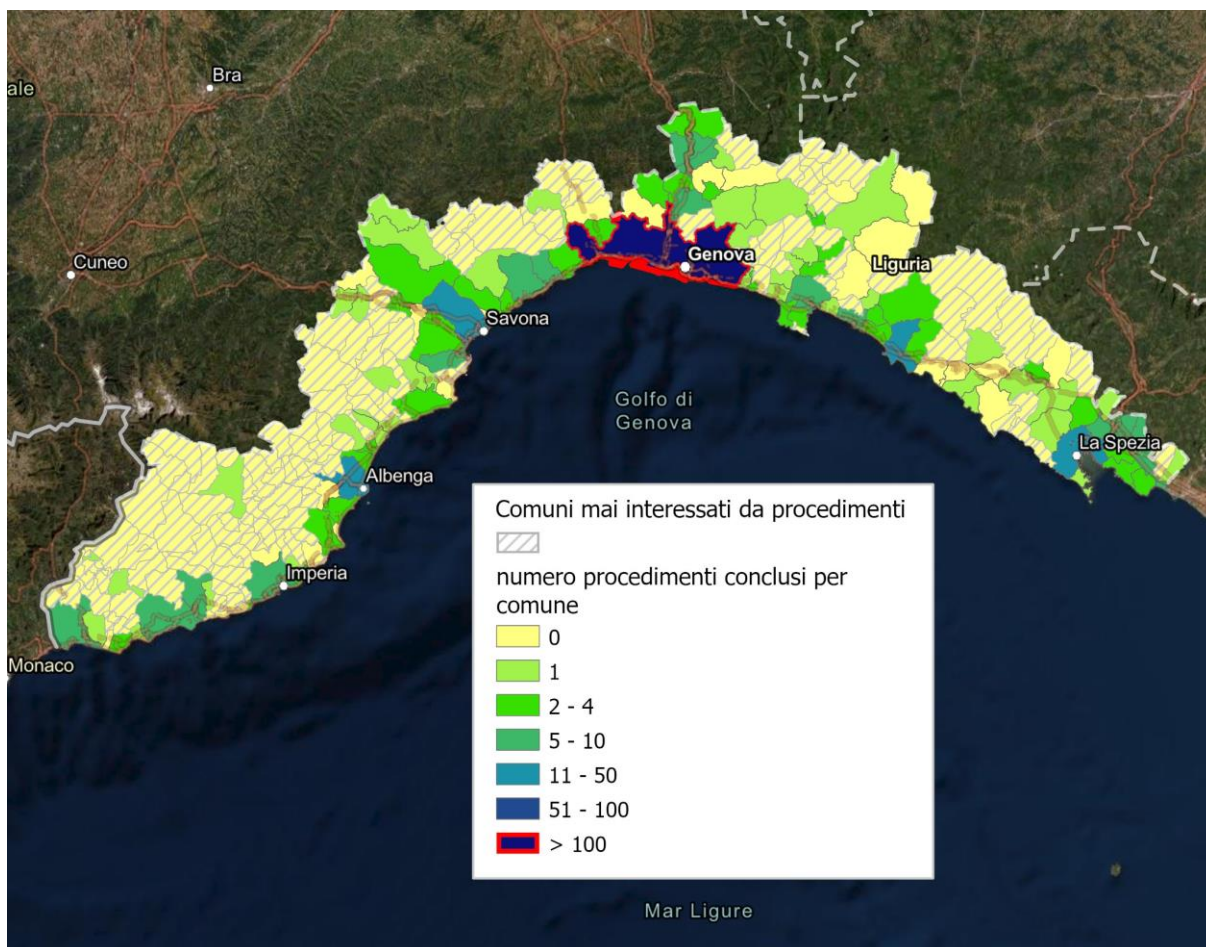 Bra
ale
Cuneo
Genova
Liguria
Savona
Golfo di
Genova
La Spezia
Albenga
Imperia
Monaco
Comuni mai interessati da procedimenti
numero procedimenti conclusi per
comune
0
1
2 - 4
5 - 10
11 - 50
51 - 100
> 100
Mar Ligure